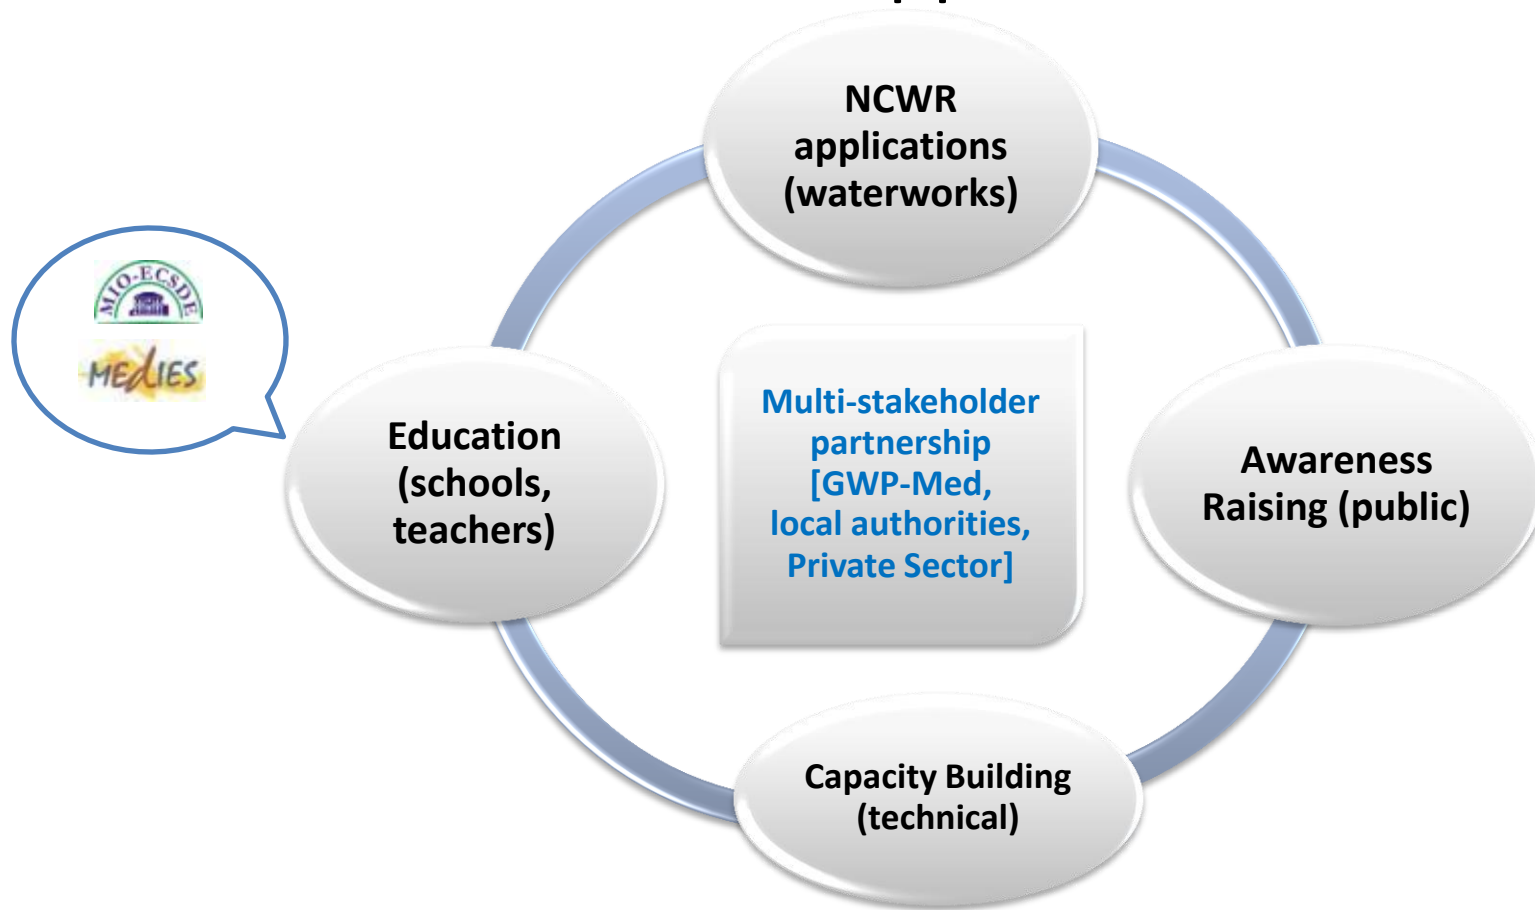 NCWR
applications
(waterworks)
MIO-ECSDE
MEdIES
Education
(schools,
teachers)
Multi-stakeholder
partnership
[GWP-Med,
local authorities,
Private Sector]
Awareness
Raising (public)
Capacity Building
(technical)